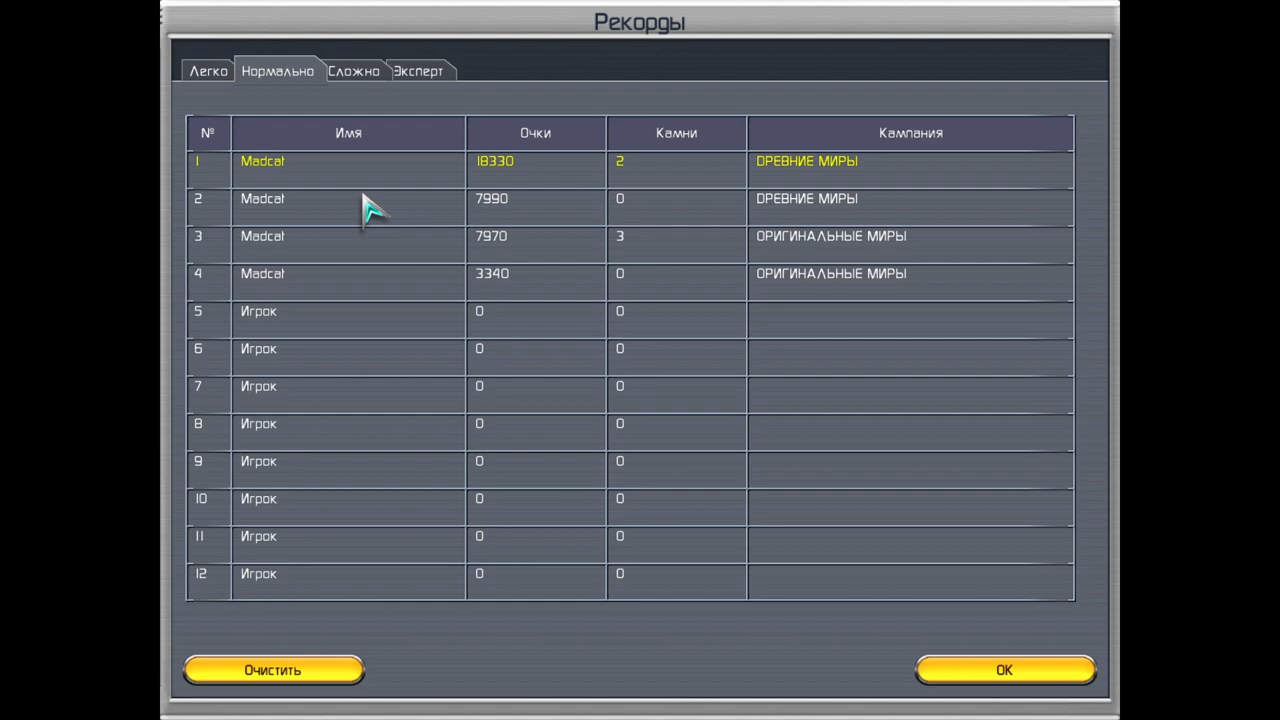 Рекорды
Легко Нормально Сложно Эксперт
№ Имя Очки Камни Кампания
1 Madcat 18330 2 ДРЕВНИЕ МИРЫ
2 Madcat 7990 0 ДРЕВНИЕ МИРЫ
3 Madcat 7970 3 ОРИГИНАЛЬНЫЕ МИРЫ
4 Madcat 3340 0 ОРИГИНАЛЬНЫЕ МИРЫ
5 Игрок 0 0
6 Игрок 0 0
7 Игрок 0 0
8 Игрок 0 0
9 Игрок 0 0
10 Игрок 0 0
11 Игрок 0 0
12 Игрок 0 0
Очистить ОК